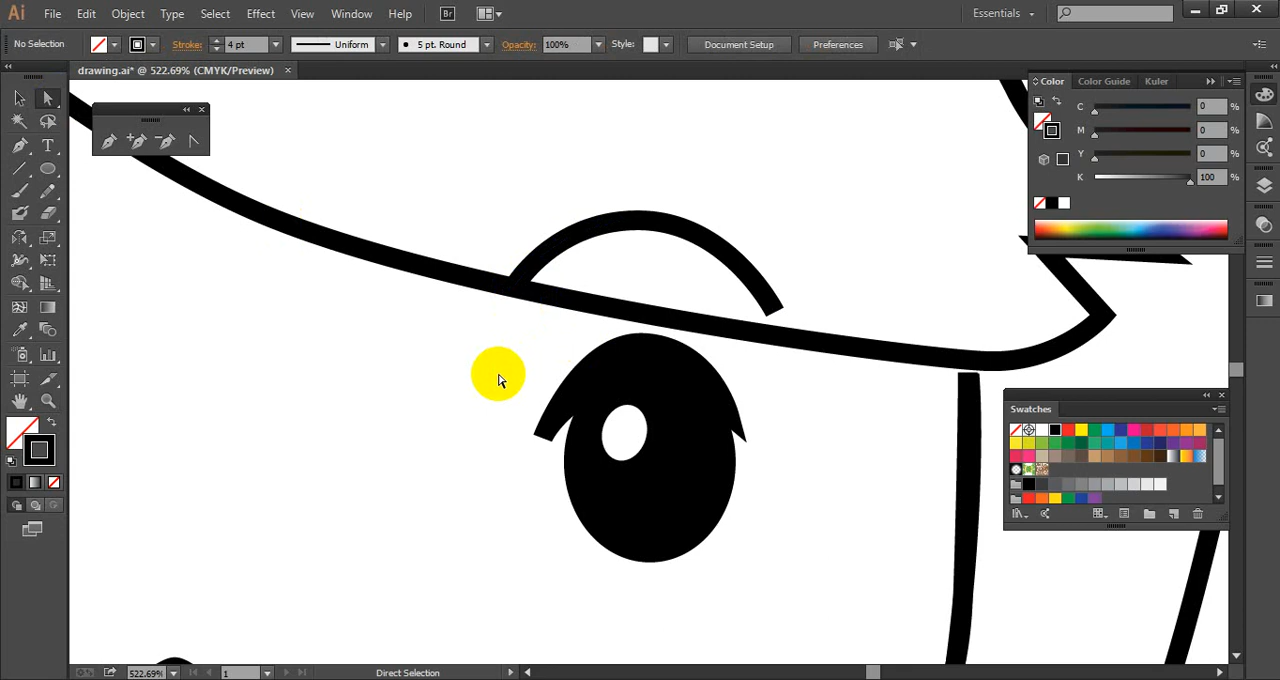 Ai File Edit Object Type Select Effect View Window Help Br Essentials
No Selection Stroke: 4 pt Uniform 5 pt. Round Opacity: 100% Style: Document Setup Preferences
drawing.ai* @ 522.69% (CMYK/Preview)
Color Color Guide Kuler
C 0 %
M 0 %
Y 0 %
K 100 %
Swatches
522.69% 1 Direct Selection